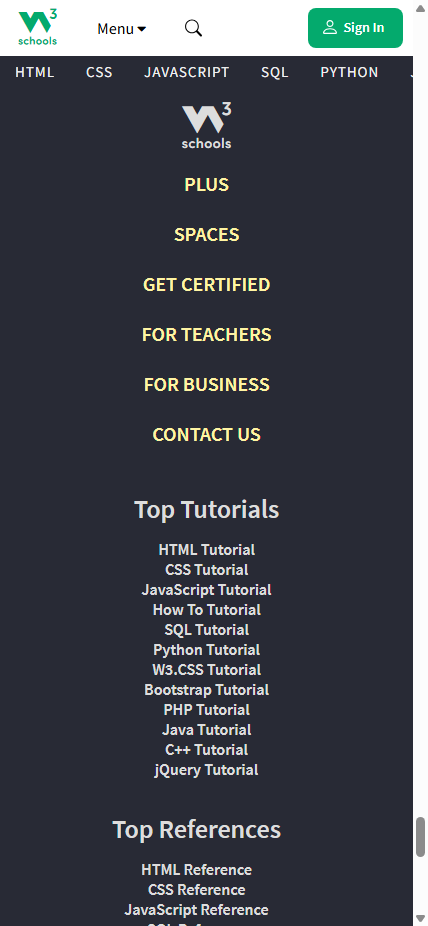 3
schools
Menu
Sign In
HTML CSS JAVASCRIPT SQL PYTHON
3
schools
PLUS
SPACES
GET CERTIFIED
FOR TEACHERS
FOR BUSINESS
CONTACT US
Top Tutorials
HTML Tutorial
CSS Tutorial
JavaScript Tutorial
How To Tutorial
SQL Tutorial
Python Tutorial
W3.CSS Tutorial
Bootstrap Tutorial
PHP Tutorial
Java Tutorial
C++ Tutorial
jQuery Tutorial
Top References
HTML Reference
CSS Reference
JavaScript Reference